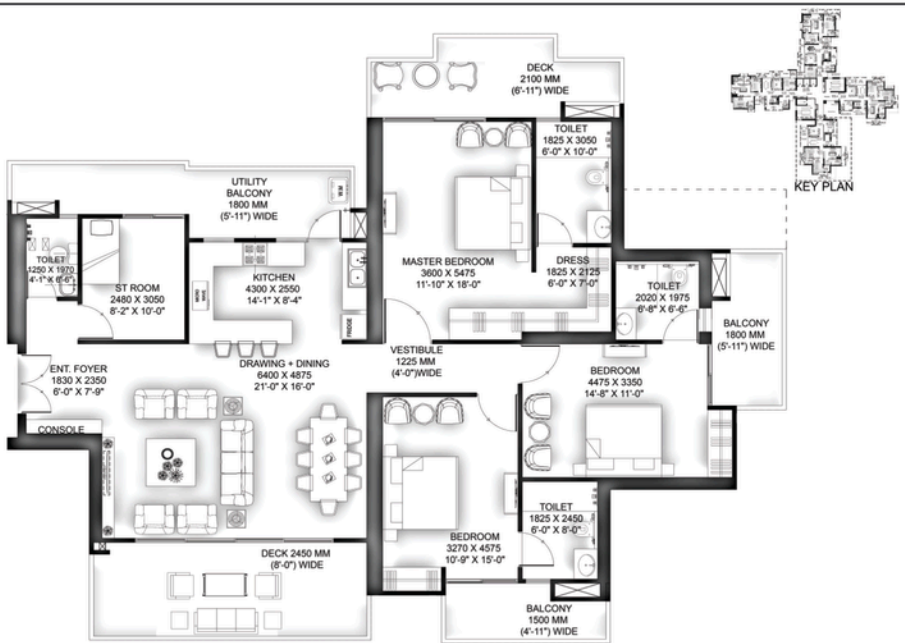 DECK
2100 MM
(6'-11") WIDE
KEY PLAN
TOILET
1825 X 3050
6'-0" X 10'-0"
UTILITY
BALCONY
1800 MM
(5'-11") WIDE
W.M
TOILET
1250 X 1970
4'-1" X 6'-6"
ST ROOM
2480 X 3050
8'-2" X 10'-0"
KITCHEN
4300 X 2550
14'-1" X 8'-4"
MICRO
WAVE
FRIDGE
MASTER BEDROOM
3600 X 5475
11'-10" X 18'-0"
DRESS
1825 X 2125
6'-0" X 7'-0"
TOILET
2020 X 1975
6'-8" X 6'-6"
BALCONY
1800 MM
(5'-11") WIDE
ENT. FOYER
1830 X 2350
6'-0" X 7'-9"
CONSOLE
DRAWING + DINING
6400 X 4875
21'-0" X 16'-0"
VESTIBULE
1225 MM
(4'-0")WIDE
BEDROOM
4475 X 3350
14'-8" X 11'-0"
BEDROOM
3270 X 4575
10'-9" X 15'-0"
TOILET
1825 X 2450
6'-0" X 8'-0"
DECK 2450 MM
(8'-0") WIDE
BALCONY
1500 MM
(4'-11") WIDE